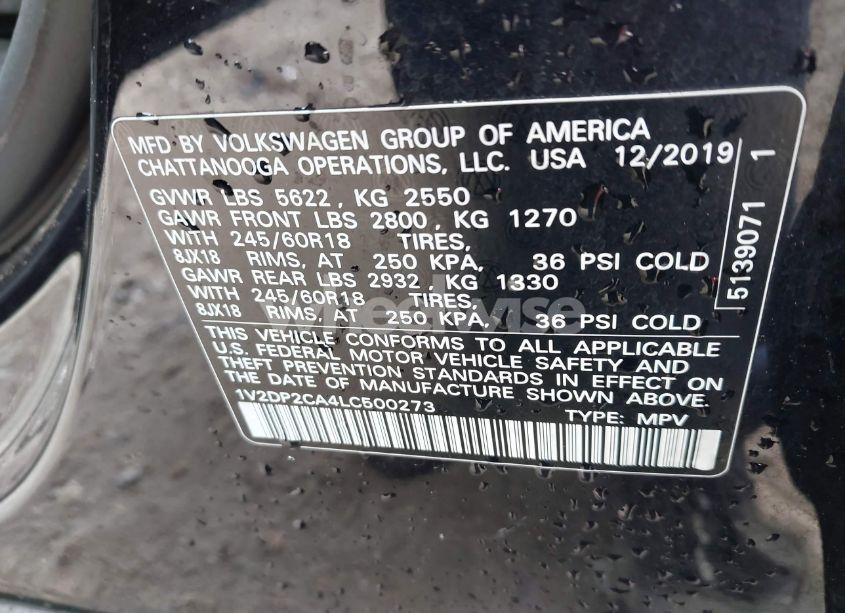 MFD BY VOLKSWAGEN GROUP OF AMERICA
CHATTANOOGA OPERATIONS, LLC. USA 12/2019
GVWR LBS 5622, KG 2550
GAWR FRONT LBS 2800, KG 1270
WITH 245/60R18 TIRES,
8JX18 RIMS, AT 250 KPA, 36 PSI COLD
GAWR REAR LBS 2932, KG 1330
WITH 245/60R18 TIRES,
8JX18 RIMS, AT 250 KPA, 36 PSI COLD
THIS VEHICLE CONFORMS TO ALL APPLICABLE
U.S. FEDERAL MOTOR VEHICLE SAFETY AND
THEFT PREVENTION STANDARDS IN EFFECT ON
THE DATE OF MANUFACTURE SHOWN ABOVE.
1V2DP2CA4LC500273 TYPE: MPV
5139071 1